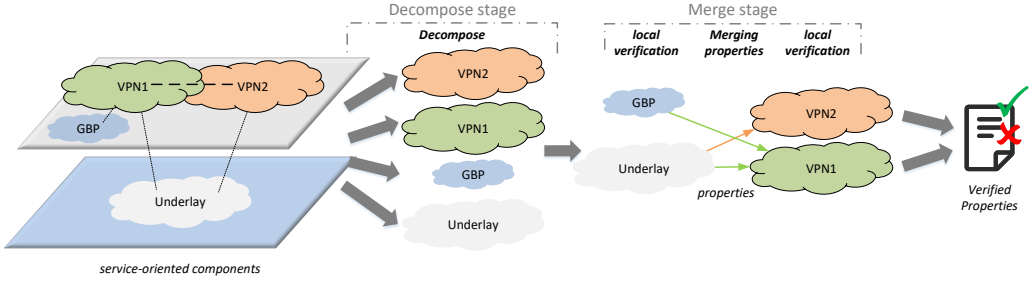 Decompose stage
Merge stage
Decompose
local
verification
Merging
properties
local
verification
VPN1
VPN2
GBP
Underlay
service-oriented components
VPN2
VPN1
GBP
Underlay
GBP
Underlay
properties
VPN2
VPN1
Verified
Properties